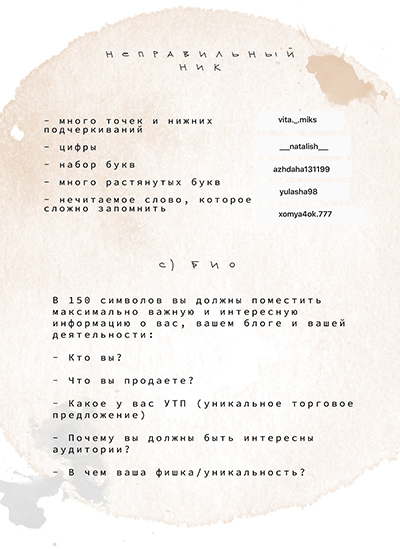 НЕПРАВИЛЬНЫЙ
НИК
- много точек и нижних
подчеркиваний
vita._.miks
- цифры
__natalish__
- набор букв
azhdaha131199
- много растянутых букв
yulasha98
- нечитаемое слово, которое
сложно запомнить
xomya4ok.777
c) БИО
В 150 символов вы должны поместить
максимально важную и интересную
информацию о вас, вашем блоге и вашей
деятельности:
- Кто вы?
- Что вы продаете?
- Какое у вас УТП (уникальное торговое
предложение)
- Почему вы должны быть интересны
аудитории?
- В чем ваша фишка/уникальность?